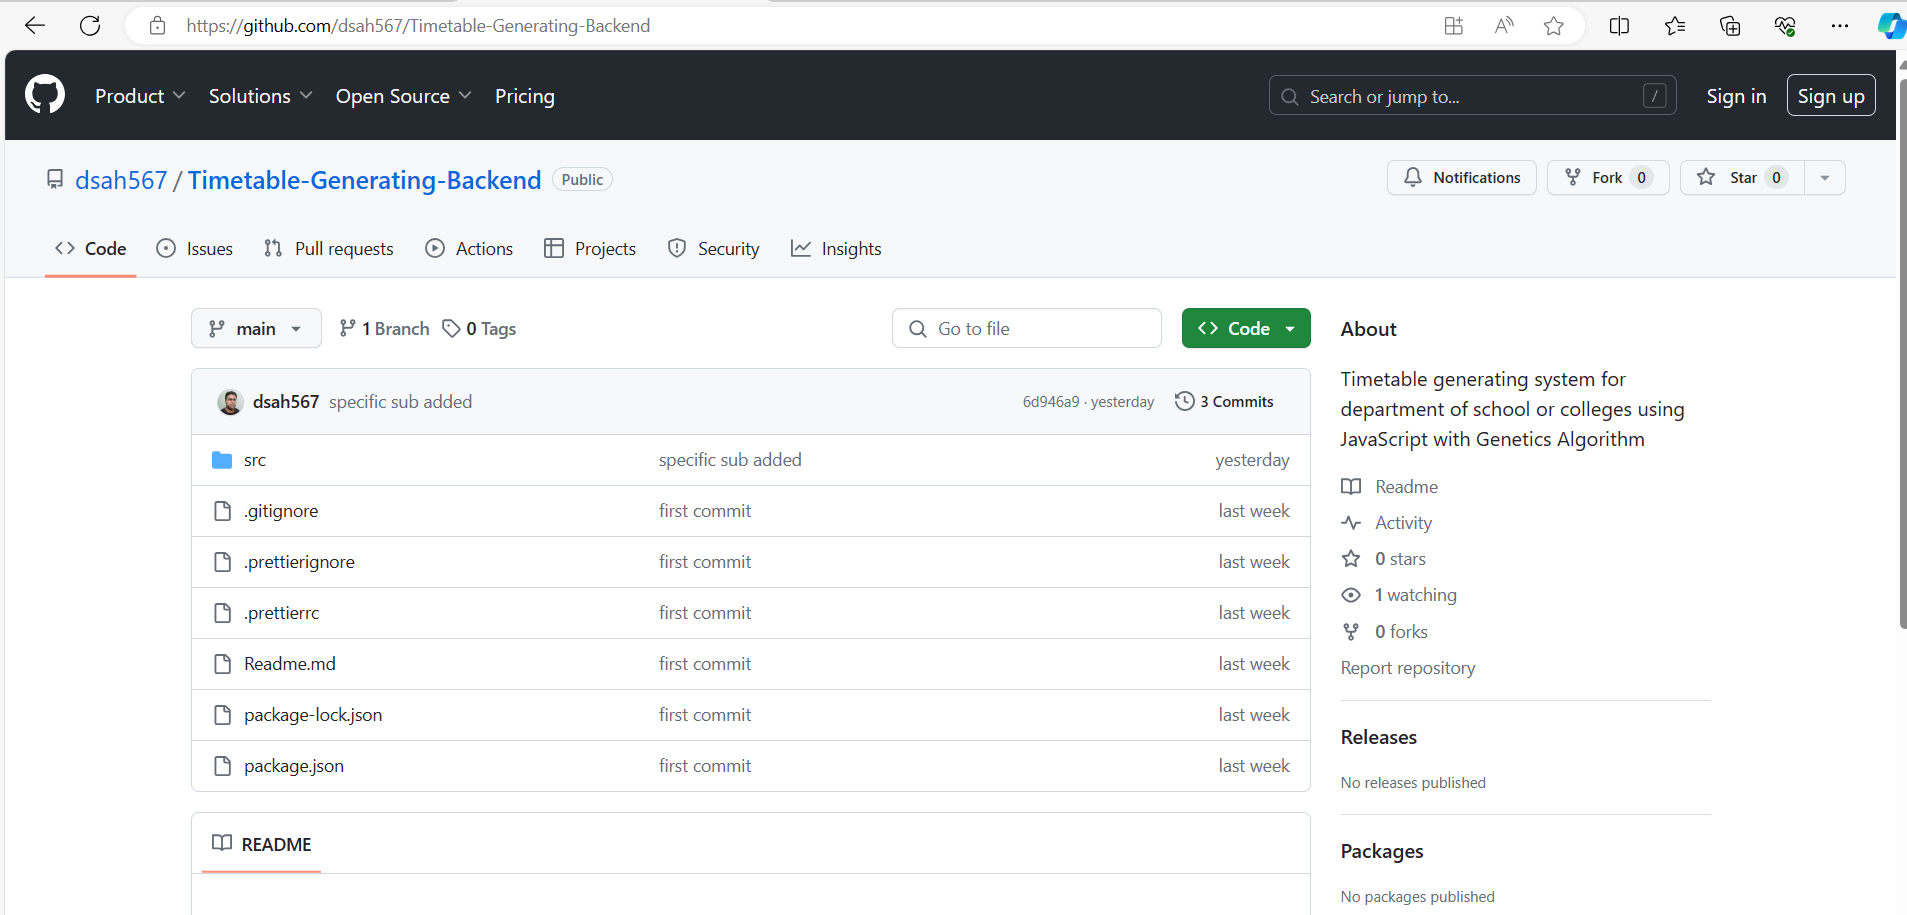 https://github.com/dsah567/Timetable-Generating-Backend
Product Solutions Open Source Pricing
Search or jump to... /
Sign in Sign up
dsah567 / Timetable-Generating-Backend Public
Notifications Fork 0 Star 0
Code Issues Pull requests Actions Projects Security Insights
main 1 Branch 0 Tags
Go to file
Code
dsah567 specific sub added 6d946a9 · yesterday 3 Commits
src specific sub added yesterday
.gitignore first commit last week
.prettierignore first commit last week
.prettierrc first commit last week
Readme.md first commit last week
package-lock.json first commit last week
package.json first commit last week
README
About
Timetable generating system for
department of school or colleges using
JavaScript with Genetics Algorithm
Readme
Activity
0 stars
1 watching
0 forks
Report repository
Releases
No releases published
Packages
No packages published